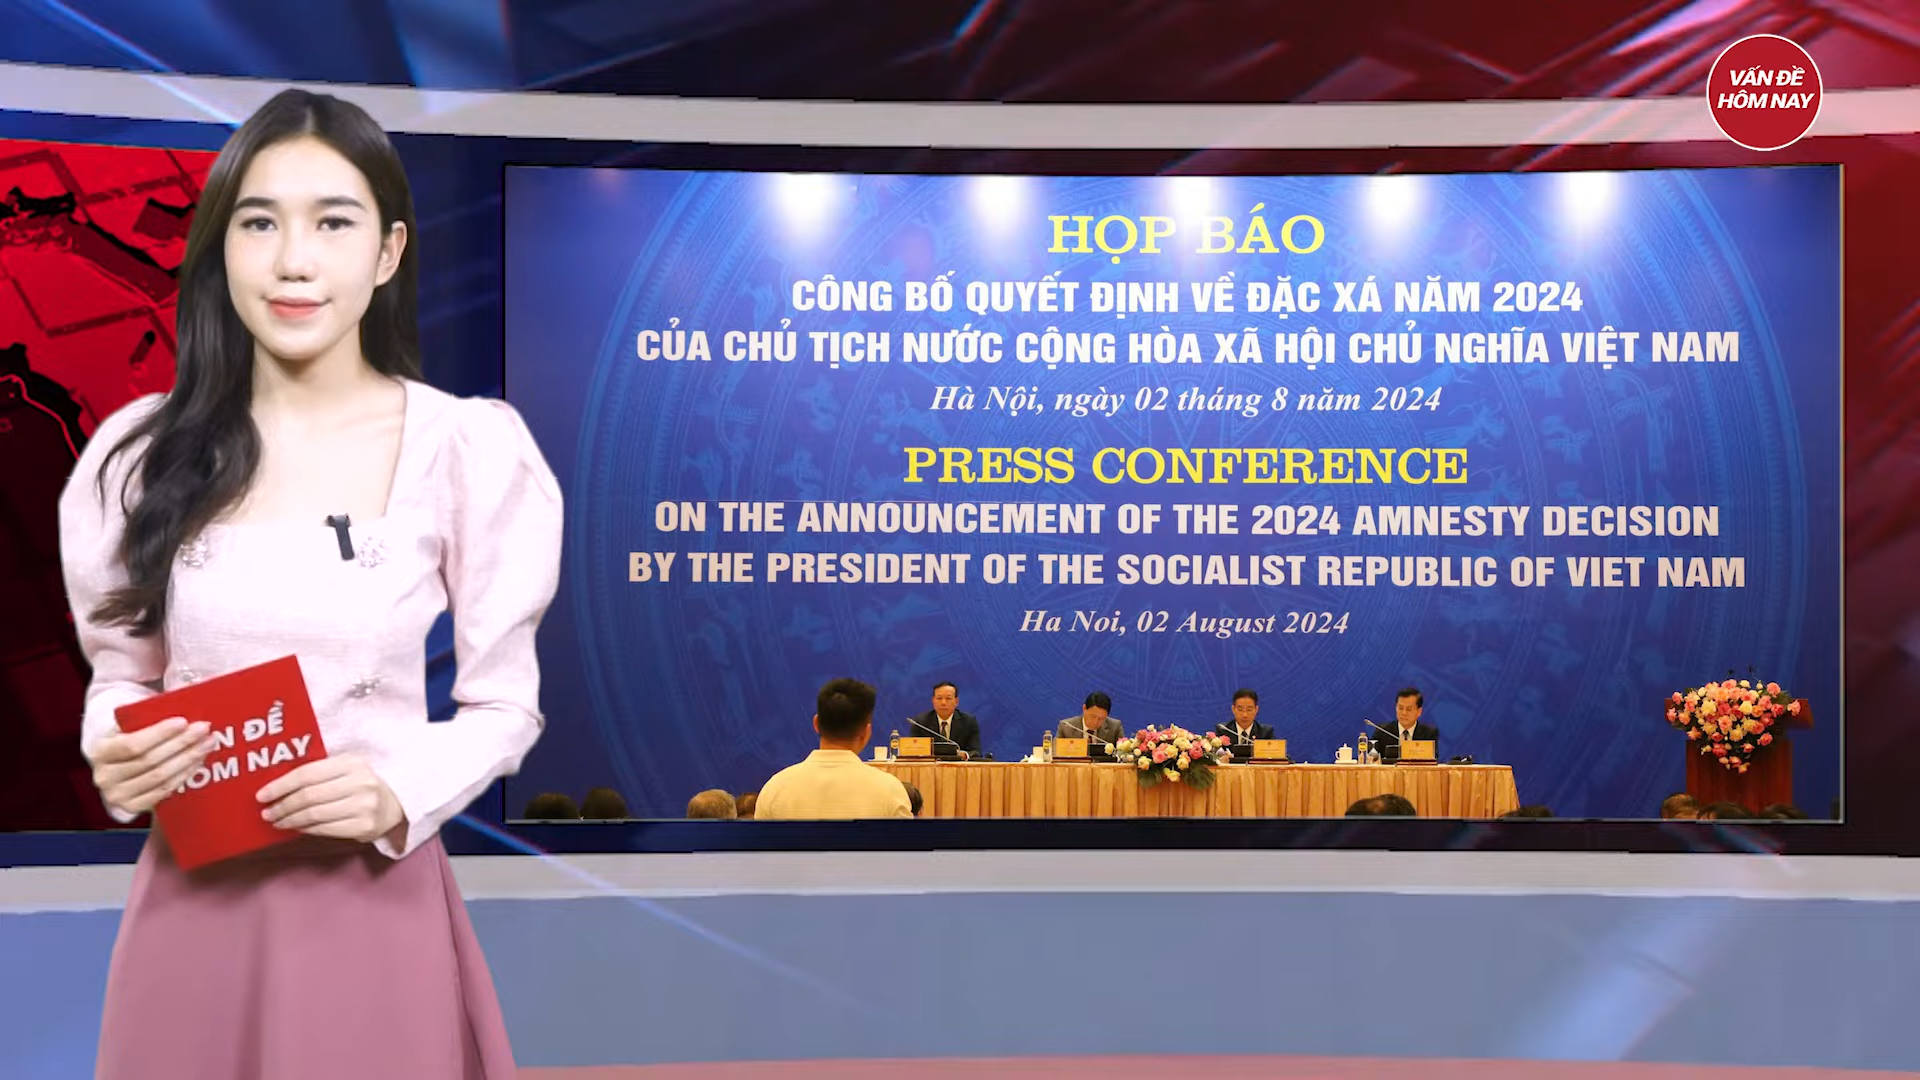 VẤN ĐỀ
HÔM NAY
HỌP BÁO
CÔNG BỐ QUYẾT ĐỊNH VỀ ĐẶC XÁ NĂM 2024
CỦA CHỦ TỊCH NƯỚC CỘNG HÒA XÃ HỘI CHỦ NGHĨA VIỆT NAM
Hà Nội, ngày 02 tháng 8 năm 2024
PRESS CONFERENCE
ON THE ANNOUNCEMENT OF THE 2024 AMNESTY DECISION
BY THE PRESIDENT OF THE SOCIALIST REPUBLIC OF VIET NAM
Ha Noi, 02 August 2024
ĐỀ
NAY